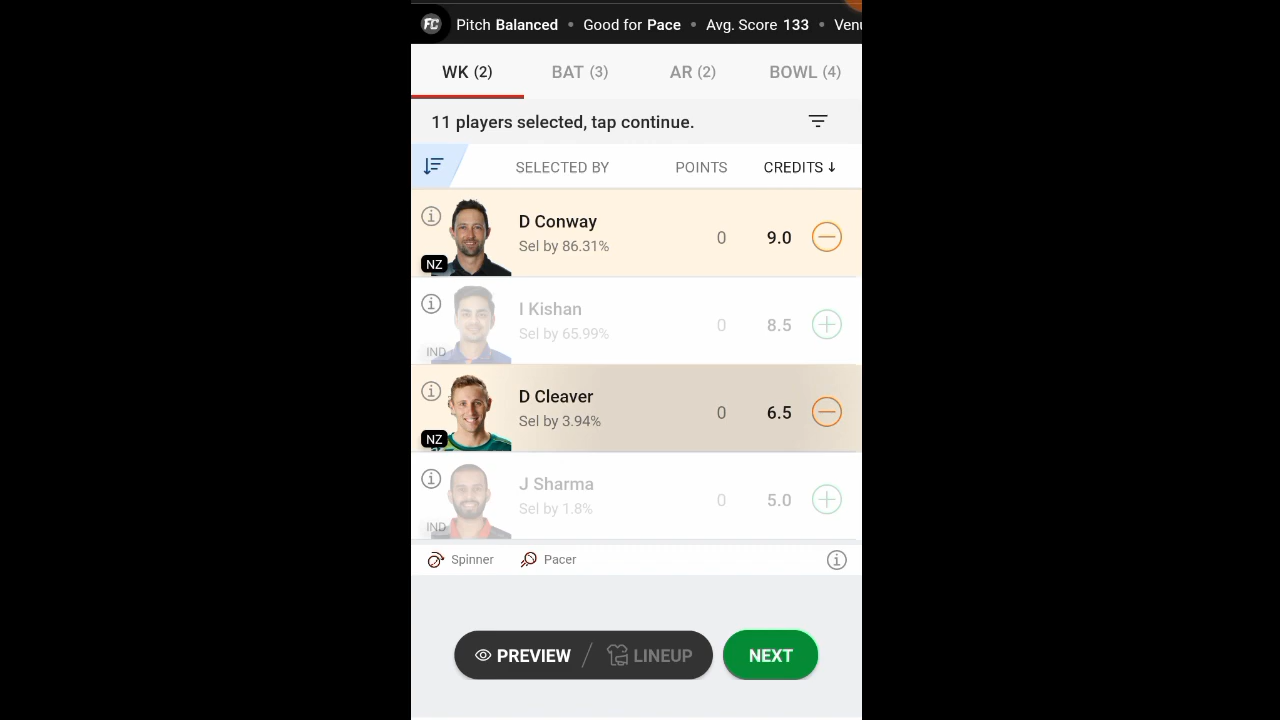 FC Pitch Balanced • Good for Pace • Avg. Score 133 • Venu
WK (2) BAT (3) AR (2) BOWL (4)
11 players selected, tap continue.
SELECTED BY POINTS CREDITS ↓
D Conway
Sel by 86.31%
0 9.0
NZ
I Kishan
Sel by 65.99%
0 8.5
IND
D Cleaver
Sel by 3.94%
0 6.5
NZ
J Sharma
Sel by 1.8%
0 5.0
IND
Spinner Pacer
PREVIEW / LINEUP NEXT